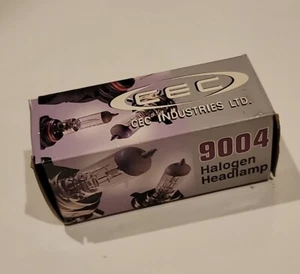 CEC
CEC INDUSTRIES LTD.
9004
Halogen
Headlamp